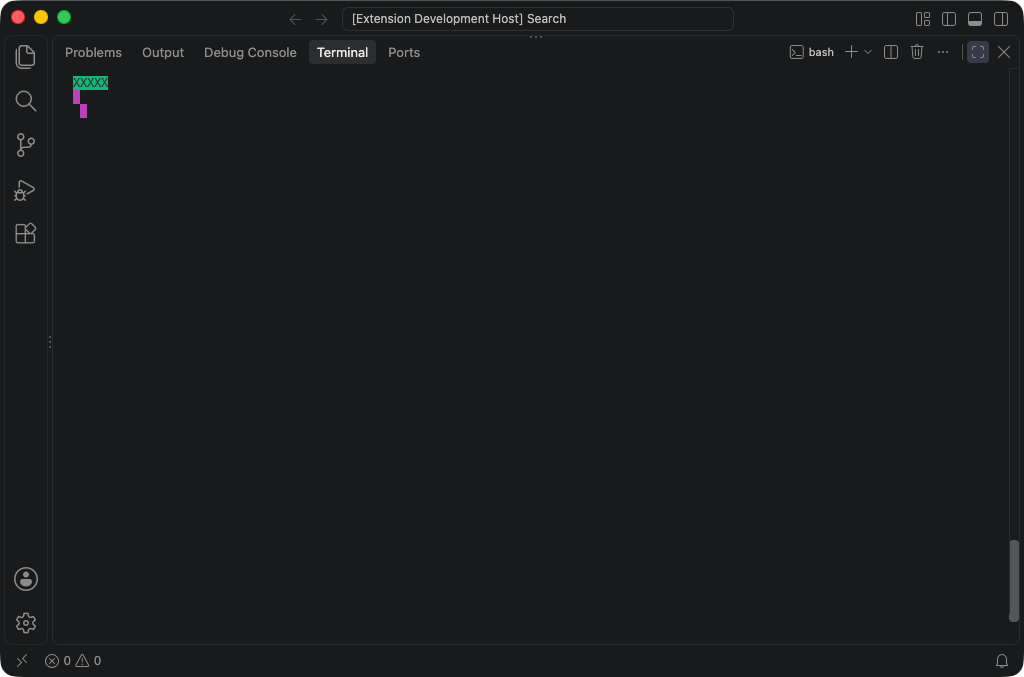 [Extension Development Host] Search
Problems Output Debug Console Terminal Ports
bash
XXXXX
0 0